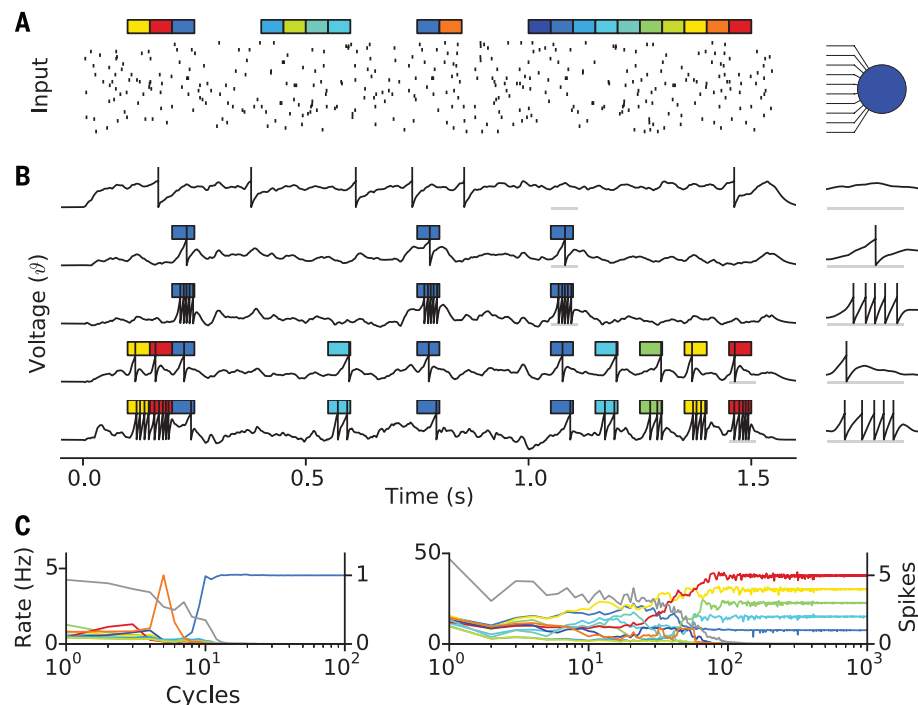 A
Input
B
Voltage (ϑ)
0.0 0.5 1.0 1.5
Time (s)
C
Rate (Hz)
5
0
1
0
10⁰ 10¹ 10²
Cycles
50
0
5
0
Spikes
10⁰ 10¹ 10² 10³